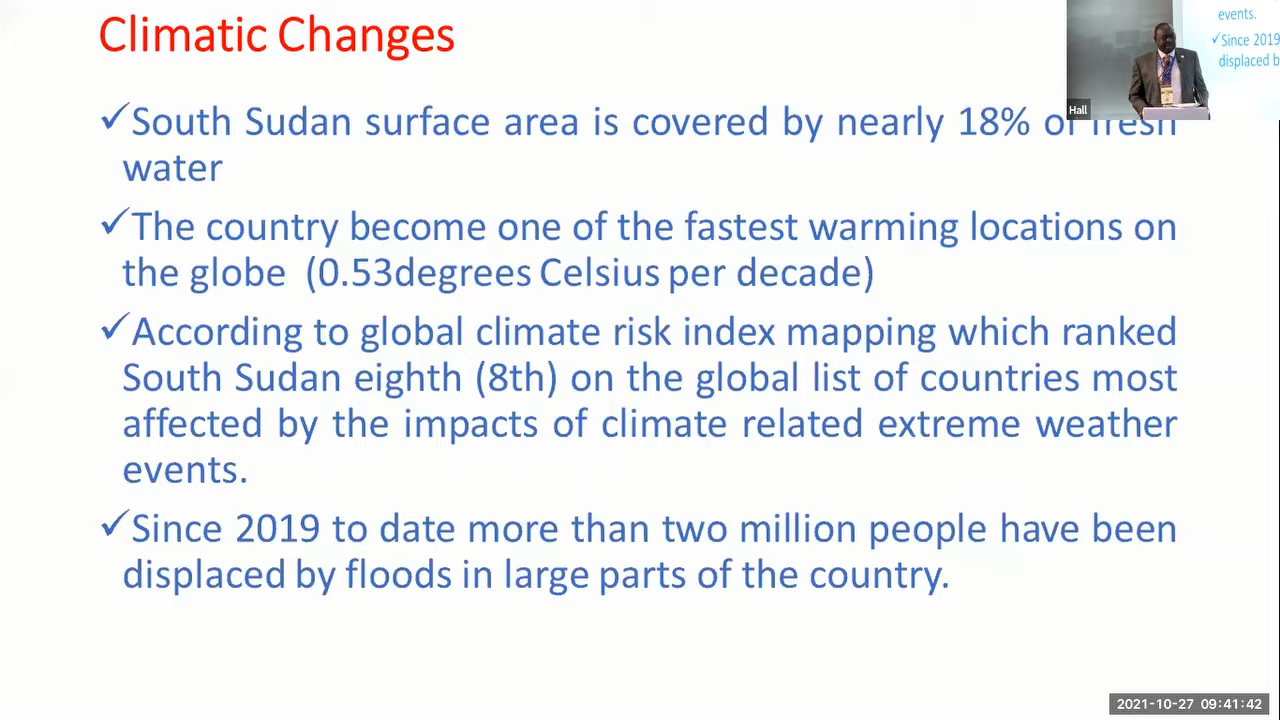 Climatic Changes
✓South Sudan surface area is covered by nearly 18% of fresh
water
✓The country become one of the fastest warming locations on
the globe (0.53degrees Celsius per decade)
✓According to global climate risk index mapping which ranked
South Sudan eighth (8th) on the global list of countries most
affected by the impacts of climate related extreme weather
events.
✓Since 2019 to date more than two million people have been
displaced by floods in large parts of the country.
events.
✓Since 2019
displaced b
Hall
2021-10-27 09:41:42